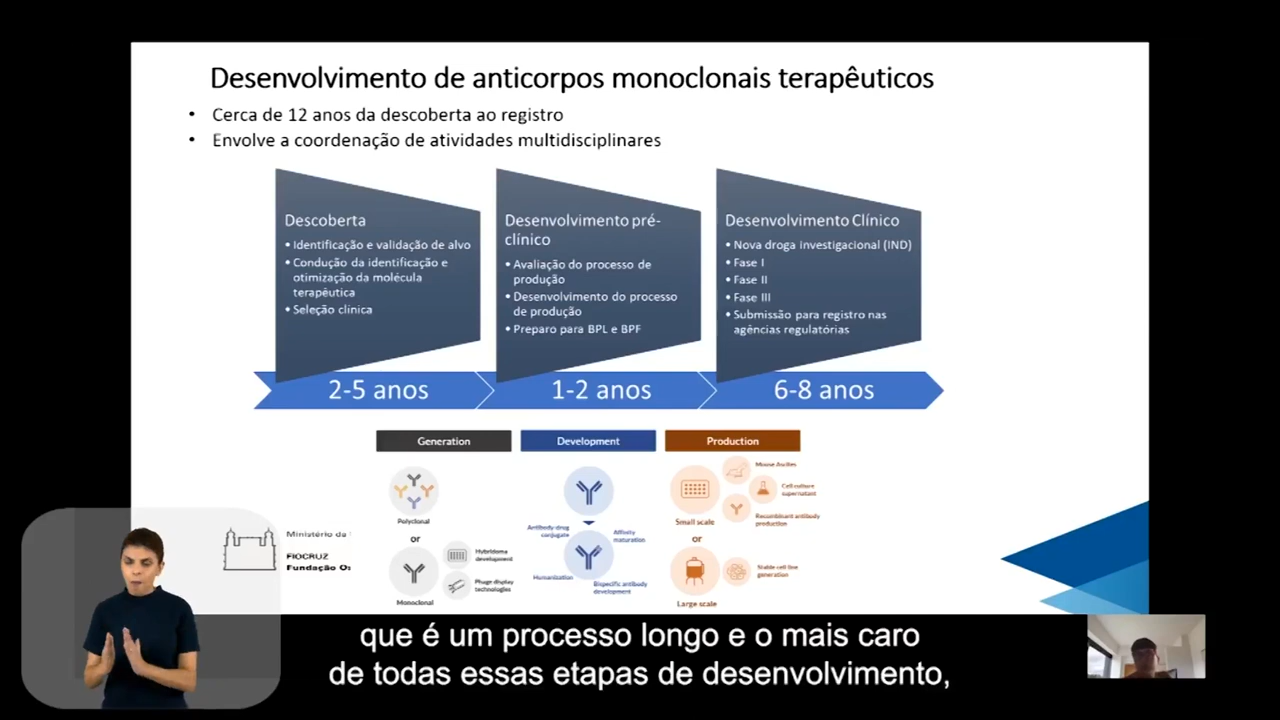 Desenvolvimento de anticorpos monoclonais terapêuticos
• Cerca de 12 anos da descoberta ao registro
• Envolve a coordenação de atividades multidisciplinares
Descoberta
• Identificação e validação de alvo
• Condução da identificação e
otimização da molécula
terapêutica
• Seleção clínica
Desenvolvimento pré-
clínico
• Avaliação do processo de
produção
• Desenvolvimento do processo
de produção
• Preparo para BPL e BPF
Desenvolvimento Clínico
• Nova droga investigacional (IND)
• Fase I
• Fase II
• Fase III
• Submissão para registro nas
agências regulatórias
2-5 anos
1-2 anos
6-8 anos
Generation
Polyclonal
or
Monoclonal
Hybridoma
development
Phage display
technologies
Development
Antibody drug
conjugate
Affinity
maturation
Humanization
Bispecific antibody
development
Production
Small scale
or
Large scale
Mouse Ascites
Cell culture
supernatant
Recombinant antibody
production
Stable cell line
generation
Ministério da
FIOCRUZ
Fundação Os
que é um processo longo e o mais caro
de todas essas etapas de desenvolvimento,